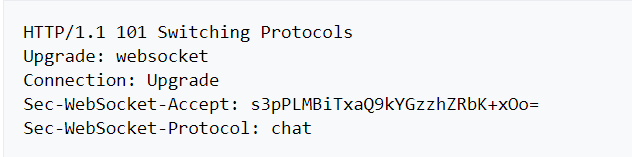 HTTP/1.1 101 Switching Protocols
Upgrade: websocket
Connection: Upgrade
Sec-WebSocket-Accept: s3pPLMBiTxaQ9kYGzzhZRbK+xOo=
Sec-WebSocket-Protocol: chat